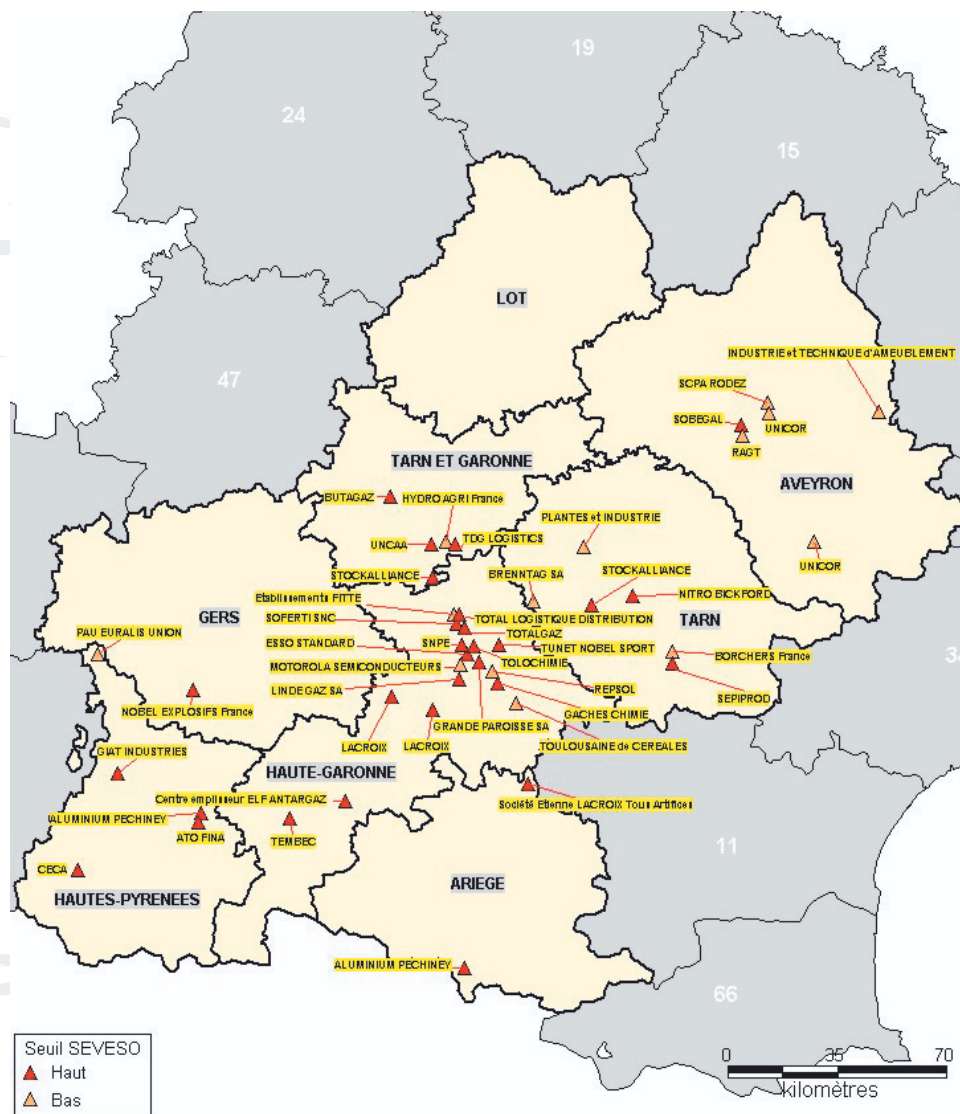 19
24
15
LOT
INDUSTRIE et TECHNIQUE d'AMEUBLEMENT
47
SCPA RODEZ
SOBEGAL
UNICOR
RAGT
TARN ET GARONNE
AVEYRON
BUTAGAZ
HYDRO AGRI France
PLANTES et INDUSTRIE
UNCAA
TDG LOGISTICS
UNICOR
STOCKALLIANCE
BRENNTAG SA
STOCKALLIANCE
Etablissements FITTE
NITRO BICKFORD
GERS
SOFERTI SNC
TOTAL LOGISTIQUE DISTRIBUTION
TARN
PAU EURALIS UNION
TOTALGAZ
ESSO STANDARD
SNPE
TUNET NOBEL SPORT
34
BORCHERS France
MOTOROLA SEMICONDUCTEURS
TOLOCHIMIE
LINDE GAZ SA
REPSOL
SEPIPROD
NOBEL EXPLOSIFS France
GACHES CHIMIE
GRANDE PAROISSE SA
GIAT INDUSTRIES
LACROIX
LACROIX
TOULOUSAINE de CEREALES
HAUTE-GARONNE
Centre emplisseur ELF ANTARGAZ
Société Etienne LACROIX Tous Artifices
ALUMINIUM PECHINEY
ATO FINA
TEMBEC
11
CECA
HAUTES-PYRENEES
ARIEGE
ALUMINIUM PECHINEY
66
Seuil SEVESO
Haut
Bas
0 35 70
kilomètres